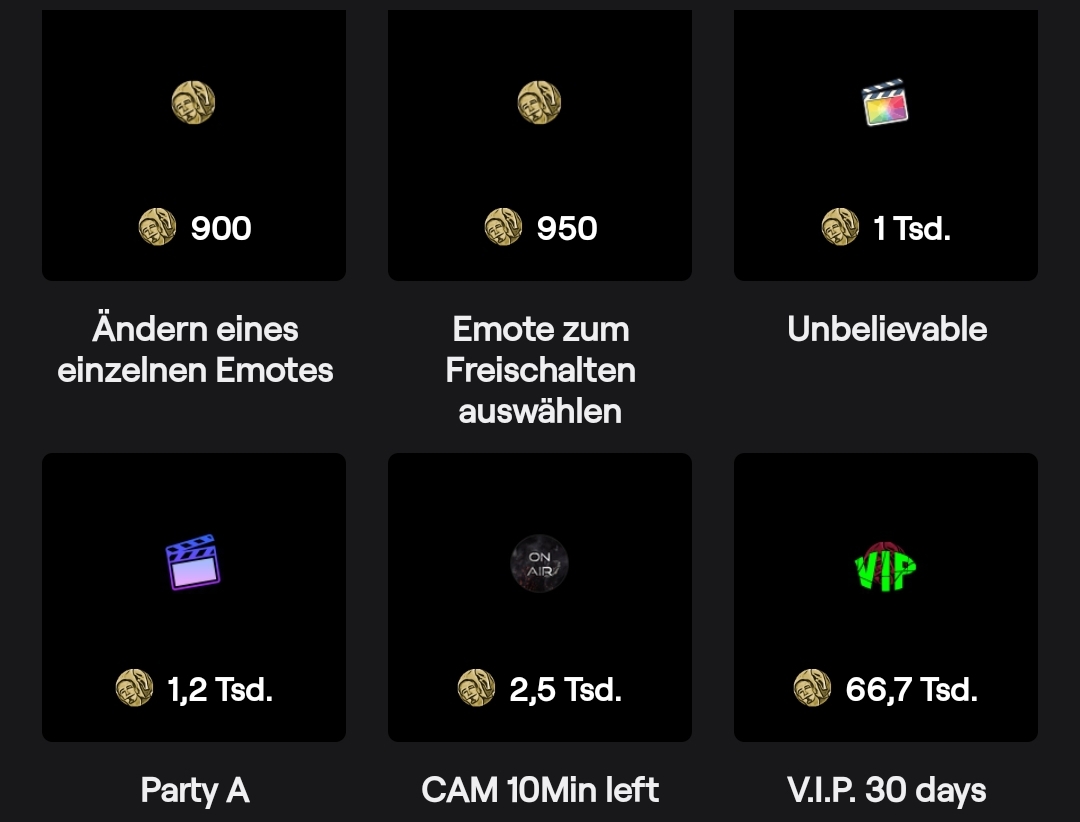 900
950
1 Tsd.
Ändern eines
einzelnen Emotes
Emote zum
Freischalten
auswählen
Unbelievable
ON
AIR
VIP
1,2 Tsd.
2,5 Tsd.
66,7 Tsd.
Party A
CAM 10Min left
V.I.P. 30 days